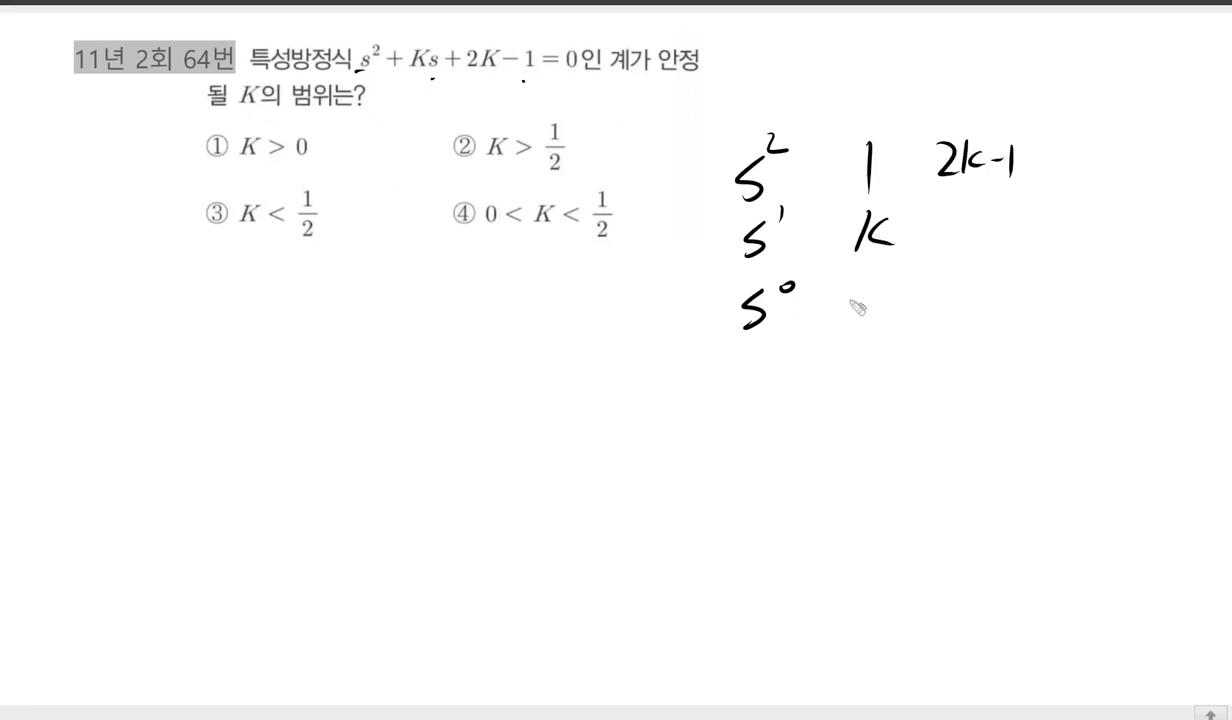 11년 2회 64번 특성방정식 s² + Ks + 2K − 1 = 0인 계가 안정
될 K의 범위는?
① K > 0 ② K > 1/2
③ K < 1/2 ④ 0 < K < 1/2
s² 1 2k-1
s¹ K
s⁰